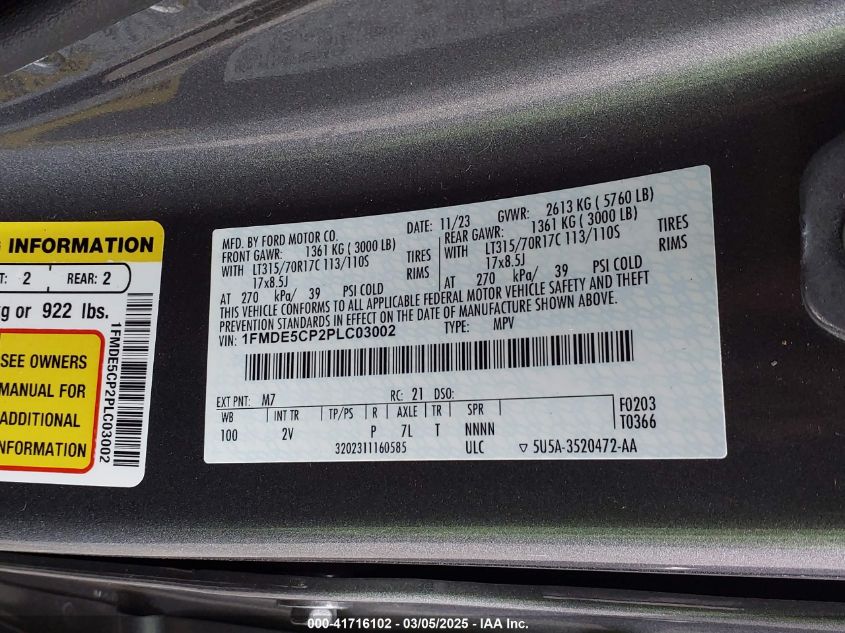 G INFORMATION
T: 2 REAR: 2
kg or 922 lbs.
SEE OWNERS
MANUAL FOR
ADDITIONAL
INFORMATION
1FMDE5CP2PLC03002
MFD. BY FORD MOTOR CO. DATE: 11/23 GVWR: 2613 KG ( 5760 LB)
FRONT GAWR: 1361 KG ( 3000 LB) REAR GAWR: 1361 KG ( 3000 LB)
WITH LT315/70R17C 113/110S TIRES WITH LT315/70R17C 113/110S TIRES
17x8.5J RIMS 17x8.5J RIMS
AT 270 kPa/ 39 PSI COLD AT 270 kPa/ 39 PSI COLD
THIS VEHICLE CONFORMS TO ALL APPLICABLE FEDERAL MOTOR VEHICLE SAFETY AND THEFT
PREVENTION STANDARDS IN EFFECT ON THE DATE OF MANUFACTURE SHOWN ABOVE.
VIN: 1FMDE5CP2PLC03002 TYPE: MPV
EXT PNT: M7 RC: 21 DSO:
WB INT TR TP/PS R AXLE TR SPR F0203
100 2V P 7L T NNNN T0366
3202311160585 ULC ▽ 5U5A-3520472-AA
000-41716102 — 03/05/2025 — IAA Inc.